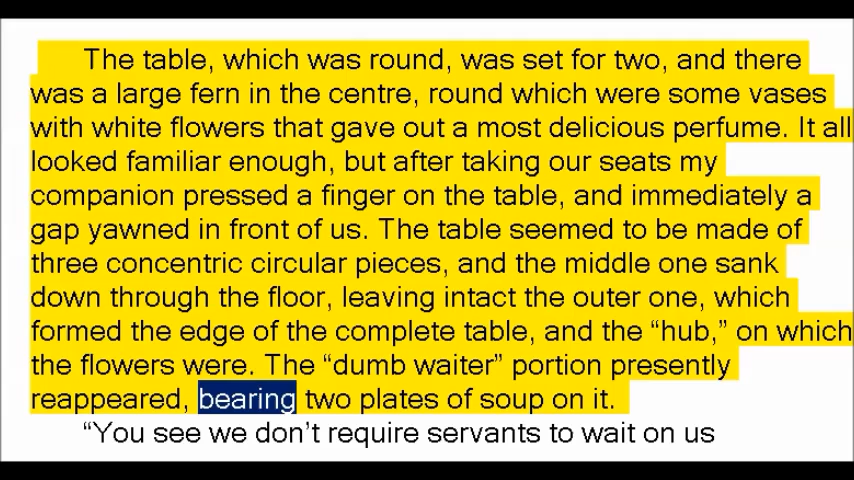 The table, which was round, was set for two, and there
was a large fern in the centre, round which were some vases
with white flowers that gave out a most delicious perfume. It all
looked familiar enough, but after taking our seats my
companion pressed a finger on the table, and immediately a
gap yawned in front of us. The table seemed to be made of
three concentric circular pieces, and the middle one sank
down through the floor, leaving intact the outer one, which
formed the edge of the complete table, and the “hub,” on which
the flowers were. The “dumb waiter” portion presently
reappeared, bearing two plates of soup on it.
“You see we don’t require servants to wait on us